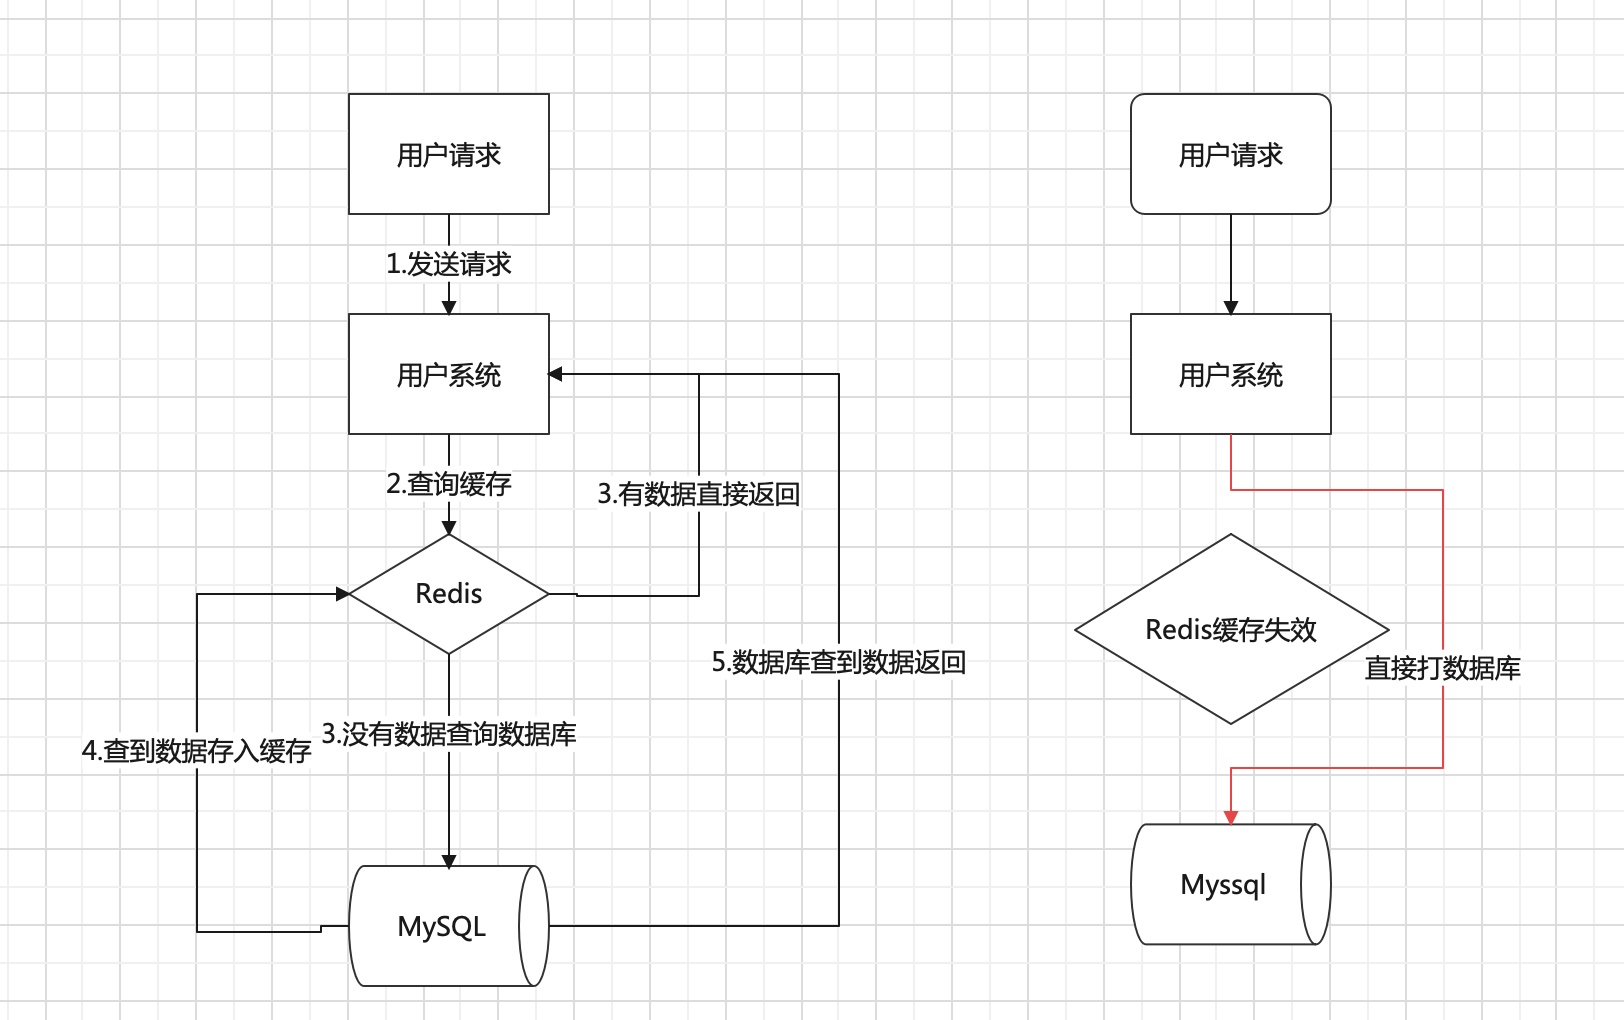 用户请求
1.发送请求
用户系统
2.查询缓存
3.有数据直接返回
Redis
5.数据库查到数据返回
3.没有数据查询数据库
4.查到数据存入缓存
MySQL
用户请求
用户系统
Redis缓存失效
直接打数据库
Myssql